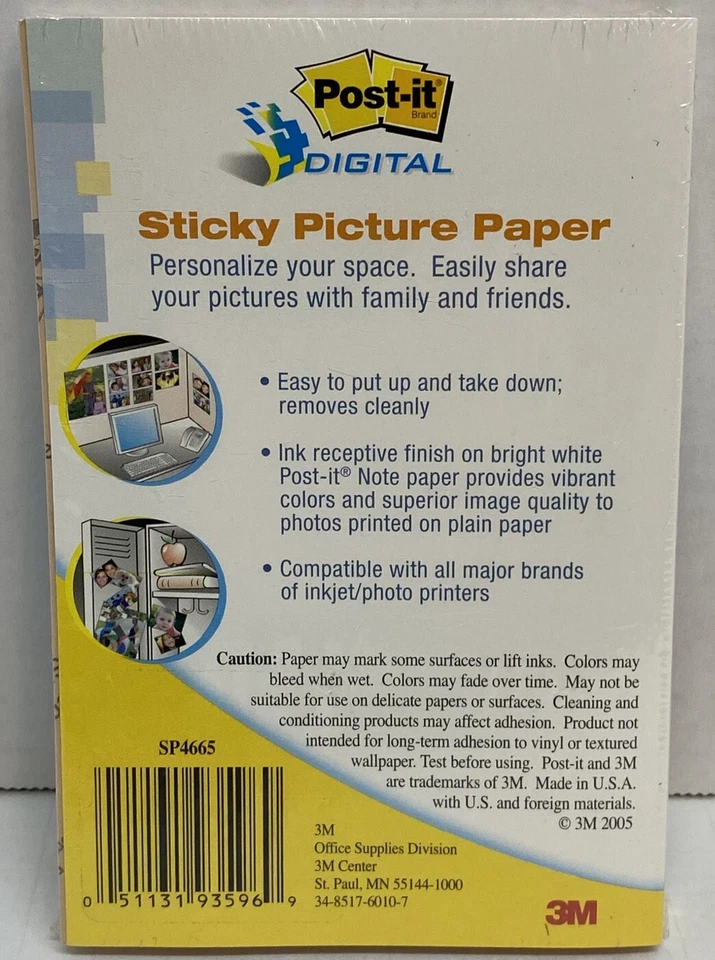 Post-it®
Brand
DIGITAL
Sticky Picture Paper
Personalize your space. Easily share
your pictures with family and friends.
• Easy to put up and take down;
removes cleanly
• Ink receptive finish on bright white
Post-it® Note paper provides vibrant
colors and superior image quality to
photos printed on plain paper
• Compatible with all major brands
of inkjet/photo printers
Caution: Paper may mark some surfaces or lift inks. Colors may
bleed when wet. Colors may fade over time. May not be
suitable for use on delicate papers or surfaces. Cleaning and
conditioning products may affect adhesion. Product not
intended for long-term adhesion to vinyl or textured
wallpaper. Test before using. Post-it and 3M
are trademarks of 3M. Made in U.S.A.
with U.S. and foreign materials.
© 3M 2005
SP4665
0 51131 93596 9
3M
Office Supplies Division
3M Center
St. Paul, MN 55144-1000
34-8517-6010-7
3M